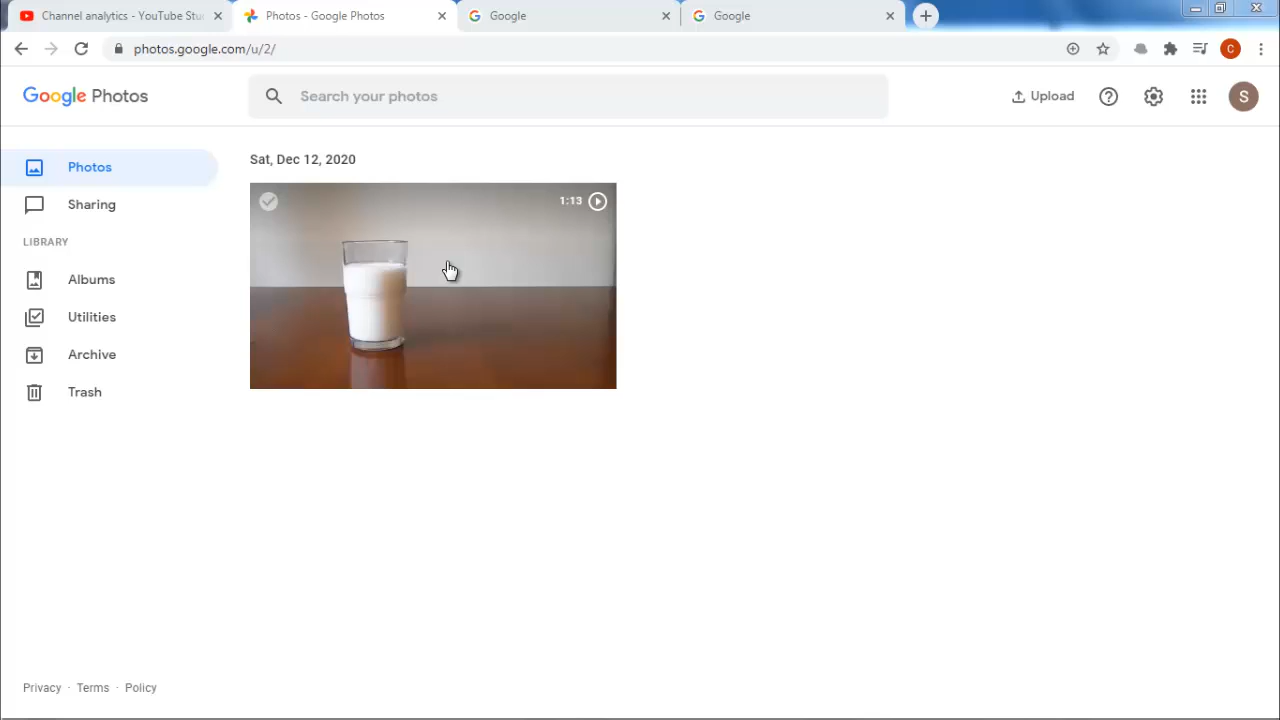 Channel analytics - YouTube Stu
Photos - Google Photos
Google
Google
photos.google.com/u/2/
C
Google Photos
Search your photos
Upload
S
Photos
Sat, Dec 12, 2020
1:13
Sharing
LIBRARY
Albums
Utilities
Archive
Trash
Privacy · Terms · Policy